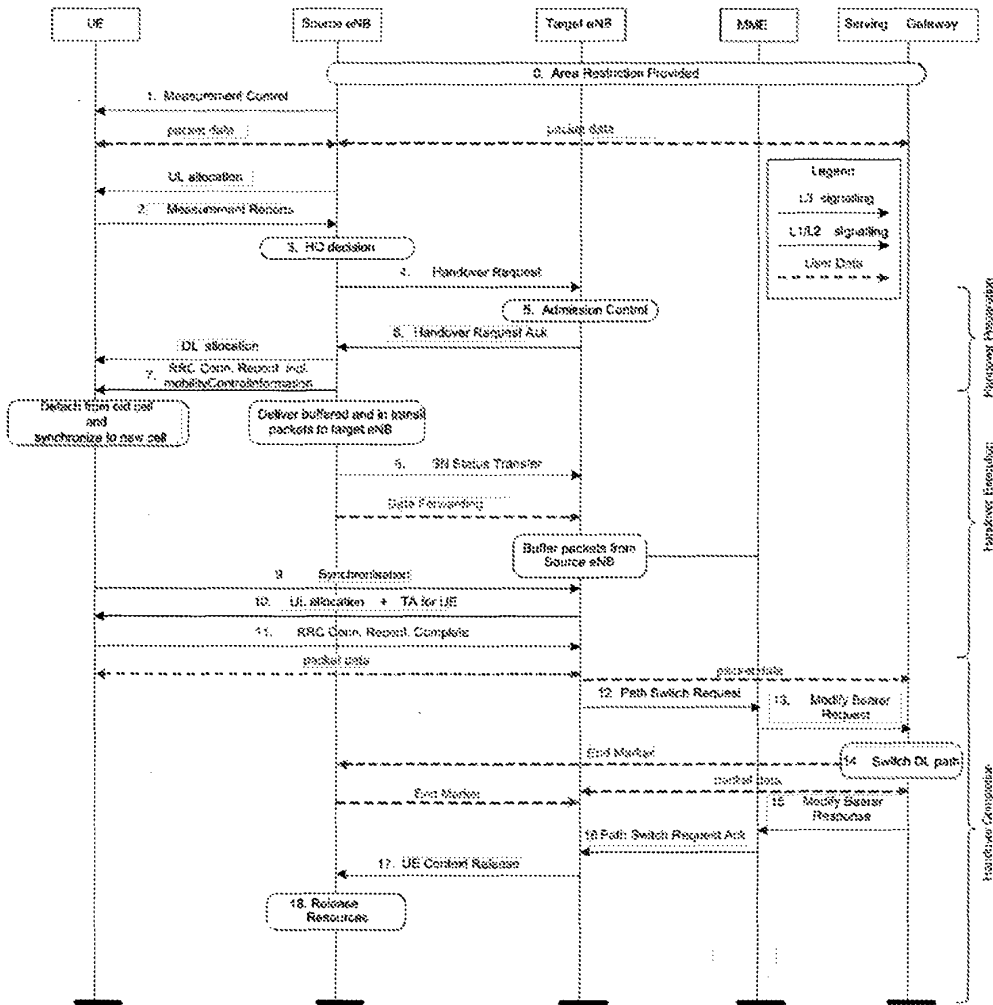 UE Source eNB Target eNB MME Serving Gateway
0. Area Restriction Provided
1. Measurement Control
packet data packet data
Legend
UL allocation
L3 signalling
2. Measurement Reports
L1/L2 signalling
3. HO decision
User Data
4. Handover Request
5. Admission Control
6. Handover Request Ack
DL allocation
7. RRC Conn. Reconf. incl.
mobilityControlInformation
Handover Preparation
Detach from old cell
and
synchronize to new cell
Deliver buffered and in transit
packets to target eNB
SN Status Transfer
Data Forwarding
Buffer packets from
Source eNB
Handover Execution
9 Synchronisation
10. UL allocation + TA for UE
11. RRC Conn. Reconf. Complete
packet data
packet data
12 Path Switch Request
13. Modify Bearer
Request
End Marker
14 Switch DL path
packet data
End Marker
15 Modify Bearer
Response
16 Path Switch Request Ack
17. UE Context Release
18. Release
Resources
Handover Completion